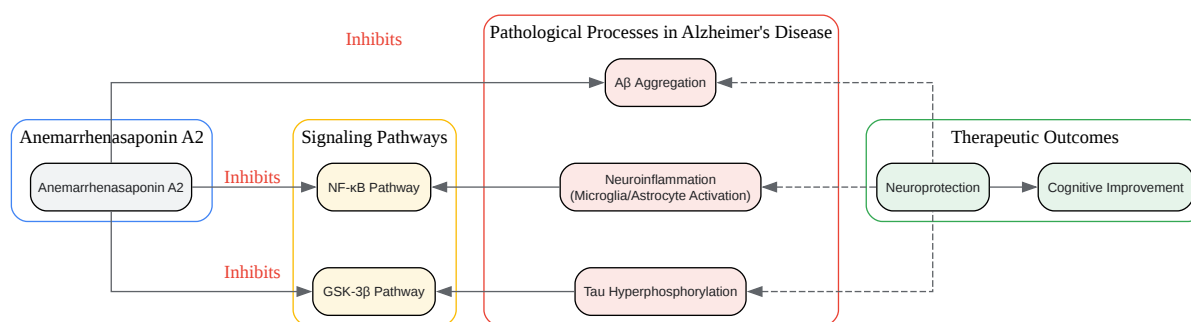 Inhibits
Pathological Processes in Alzheimer's Disease
Aβ Aggregation
Anemarrhenasaponin A2
Signaling Pathways
Therapeutic Outcomes
Anemarrhenasaponin A2
Inhibits
NF-κB Pathway
Neuroinflammation
(Microglia/Astrocyte Activation)
Neuroprotection
Cognitive Improvement
Inhibits
GSK-3β Pathway
Tau Hyperphosphorylation